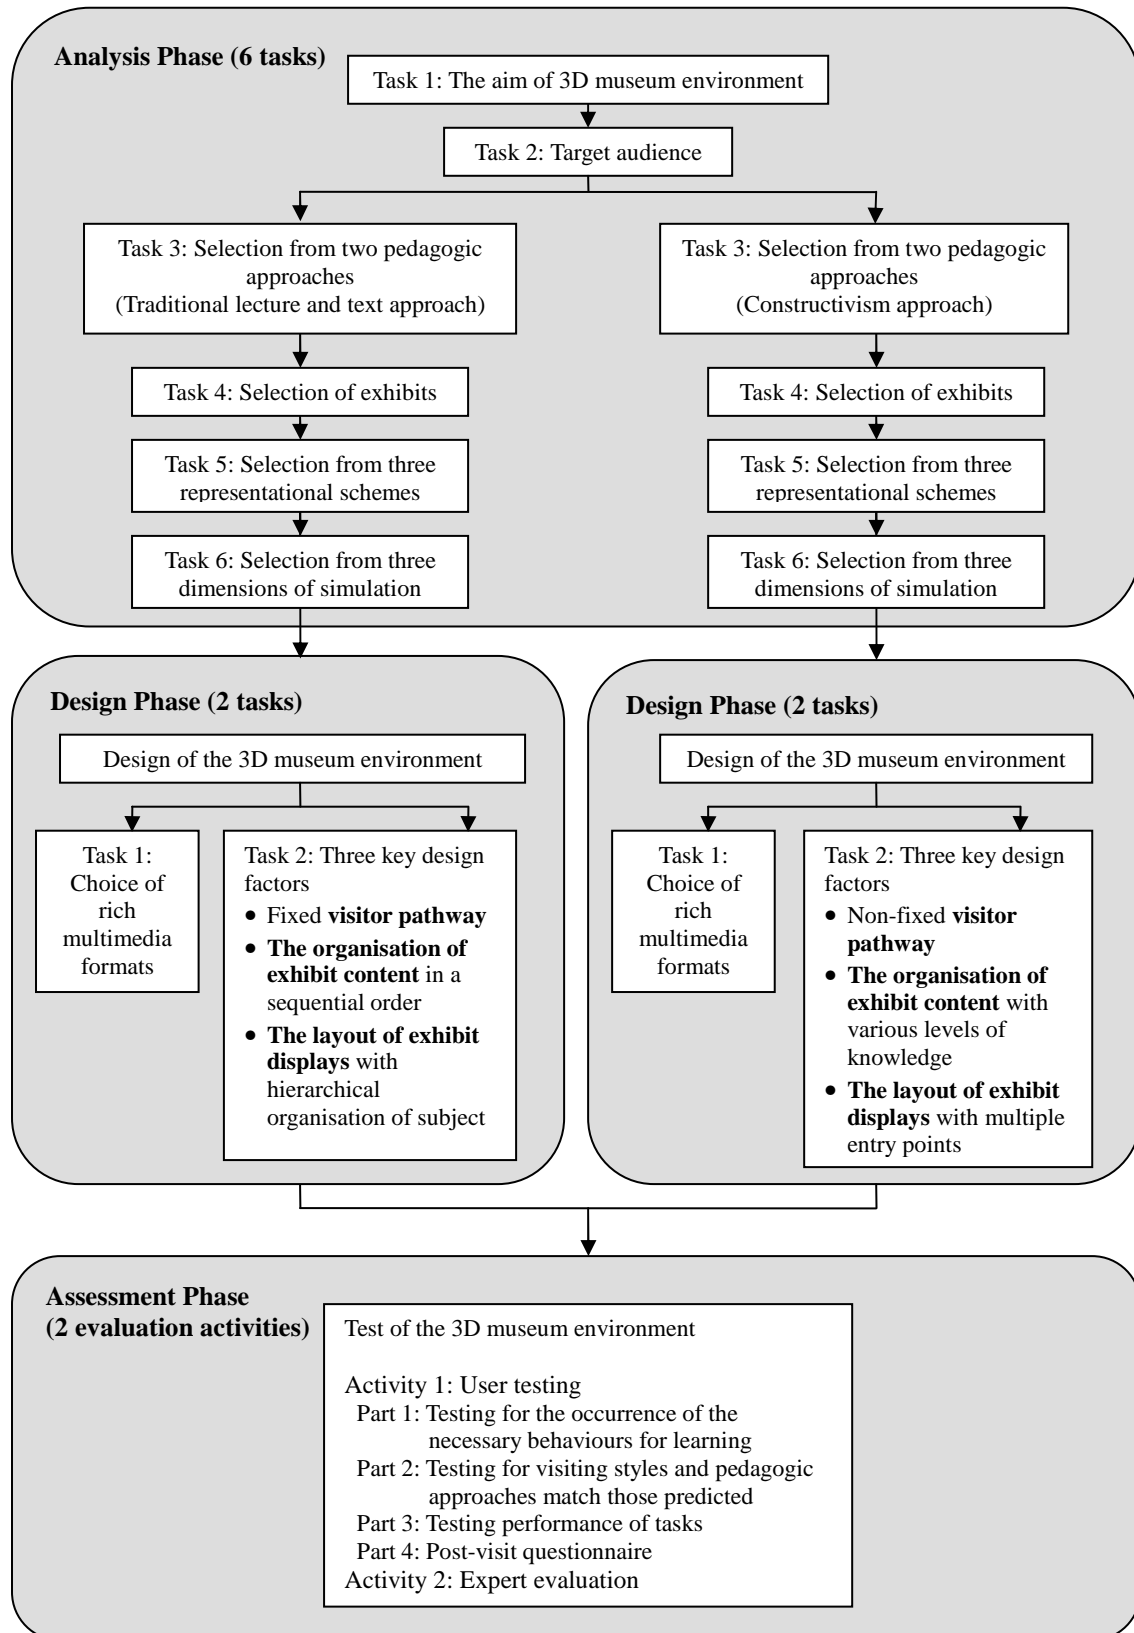 Analysis Phase (6 tasks)
Task 1: The aim of 3D museum environment
Task 2: Target audience
Task 3: Selection from two pedagogic
approaches
(Traditional lecture and text approach)
Task 4: Selection of exhibits
Task 5: Selection from three
representational schemes
Task 6: Selection from three
dimensions of simulation
Task 3: Selection from two pedagogic
approaches
(Constructivism approach)
Task 4: Selection of exhibits
Task 5: Selection from three
representational schemes
Task 6: Selection from three
dimensions of simulation
Design Phase (2 tasks)
Design of the 3D museum environment
Task 1:
Choice of
rich
multimedia
formats
Task 2: Three key design
factors
• Fixed visitor pathway
• The organisation of
exhibit content in a
sequential order
• The layout of exhibit
displays with
hierarchical
organisation of subject
Design Phase (2 tasks)
Design of the 3D museum environment
Task 1:
Choice of
rich
multimedia
formats
Task 2: Three key design
factors
• Non-fixed visitor
pathway
• The organisation of
exhibit content with
various levels of
knowledge
• The layout of exhibit
displays with multiple
entry points
Assessment Phase
(2 evaluation activities)
Test of the 3D museum environment
Activity 1: User testing
Part 1: Testing for the occurrence of the
necessary behaviours for learning
Part 2: Testing for visiting styles and pedagogic
approaches match those predicted
Part 3: Testing performance of tasks
Part 4: Post-visit questionnaire
Activity 2: Expert evaluation